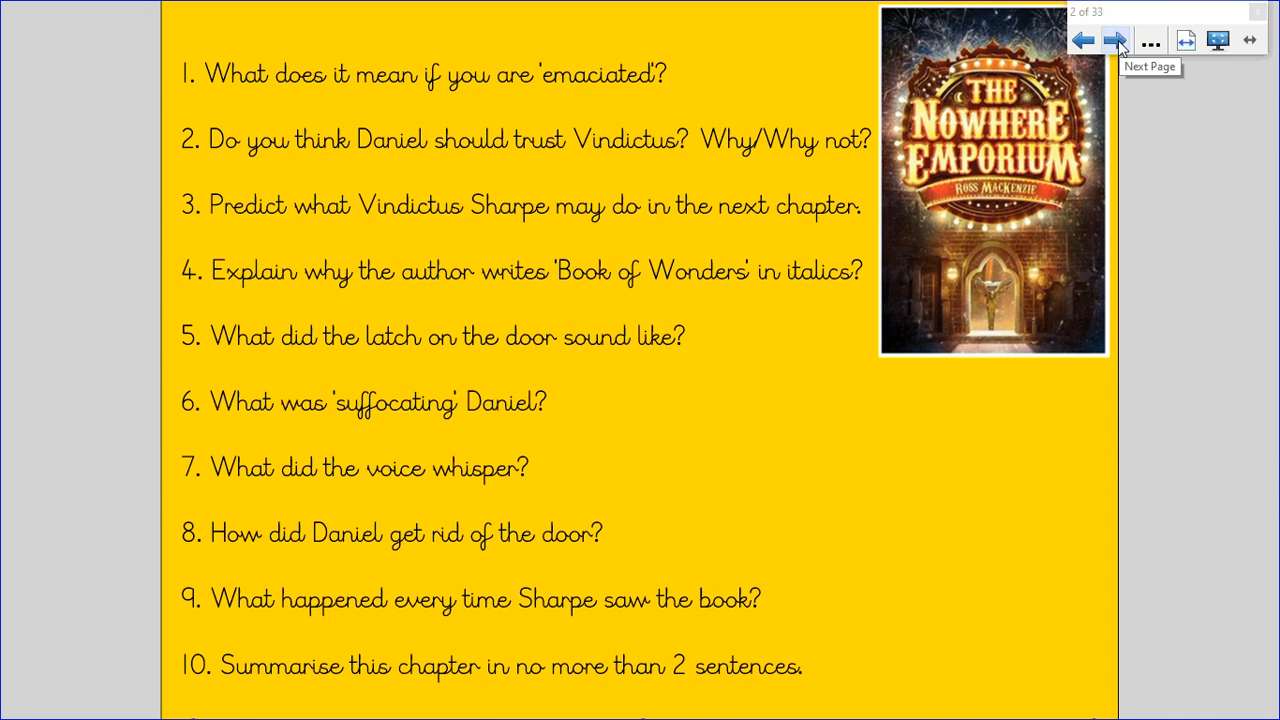 2 of 33
Next Page
1. What does it mean if you are 'emaciated'?
2. Do you think Daniel should trust Vindictus? Why/Why not?
3. Predict what Vindictus Sharpe may do in the next chapter.
4. Explain why the author writes 'Book of Wonders' in italics?
5. What did the latch on the door sound like?
6. What was 'suffocating' Daniel?
7. What did the voice whisper?
8. How did Daniel get rid of the door?
9. What happened every time Sharpe saw the book?
10. Summarise this chapter in no more than 2 sentences.
THE
NOWHERE
EMPORIUM
ROSS MACKENZIE